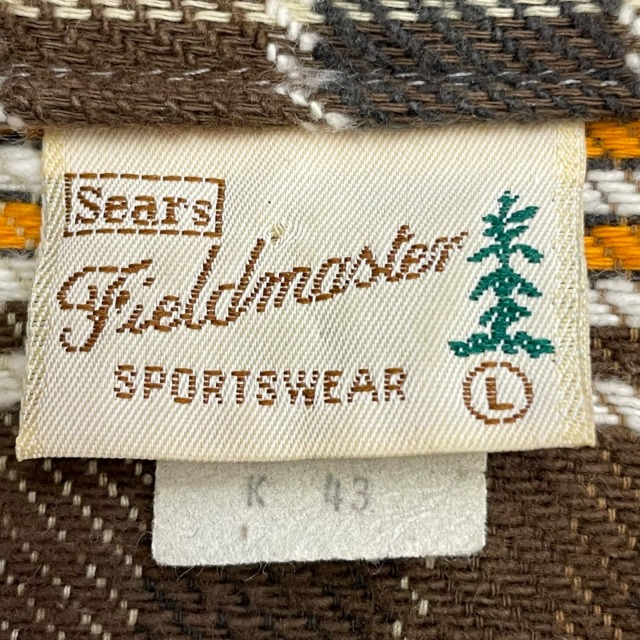 Sears
Fieldmaster
SPORTSWEAR
L
K 43